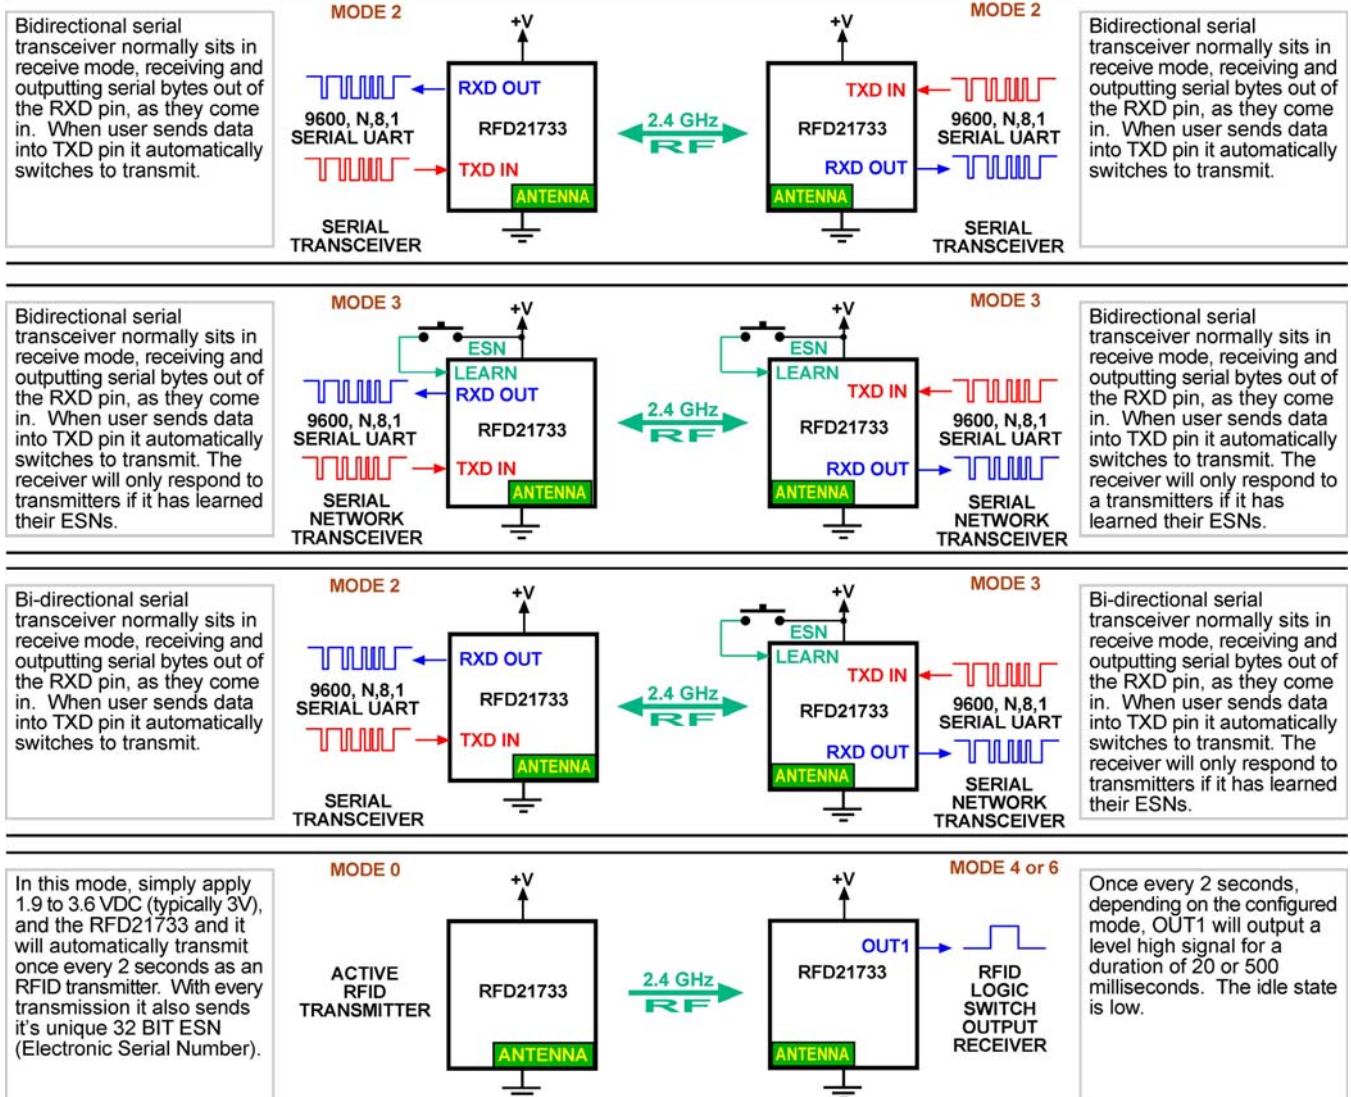 MODE 2
MODE 2
Bidirectional serial
transceiver normally sits in
receive mode, receiving and
outputting serial bytes out of
the RXD pin, as they come
in. When user sends data
into TXD pin it automatically
switches to transmit.
+V
RXD OUT
9600, N,8,1
SERIAL UART
RFD21733
TXD IN
ANTENNA
SERIAL
TRANSCEIVER
2.4 GHz
RF
+V
TXD IN
9600, N,8,1
SERIAL UART
RFD21733
RXD OUT
ANTENNA
SERIAL
TRANSCEIVER
Bidirectional serial
transceiver normally sits in
receive mode, receiving and
outputting serial bytes out of
the RXD pin, as they come
in. When user sends data
into TXD pin it automatically
switches to transmit.
MODE 3
MODE 3
Bidirectional serial
transceiver normally sits in
receive mode, receiving and
outputting serial bytes out of
the RXD pin, as they come
in. When user sends data
into TXD pin it automatically
switches to transmit. The
receiver will only respond to
transmitters if it has learned
their ESNs.
+V
ESN
LEARN
RXD OUT
9600, N,8,1
SERIAL UART
RFD21733
TXD IN
ANTENNA
SERIAL
NETWORK
TRANSCEIVER
2.4 GHz
RF
+V
ESN
LEARN
TXD IN
9600, N,8,1
SERIAL UART
RFD21733
RXD OUT
ANTENNA
SERIAL
NETWORK
TRANSCEIVER
Bidirectional serial
transceiver normally sits in
receive mode, receiving and
outputting serial bytes out of
the RXD pin, as they come
in. When user sends data
into TXD pin it automatically
switches to transmit. The
receiver will only respond to
a transmitters if it has
learned their ESNs.
MODE 2
MODE 3
Bi-directional serial
transceiver normally sits in
receive mode, receiving and
outputting serial bytes out of
the RXD pin, as they come
in. When user sends data
into TXD pin it automatically
switches to transmit.
+V
RXD OUT
9600, N,8,1
SERIAL UART
RFD21733
TXD IN
ANTENNA
SERIAL
TRANSCEIVER
2.4 GHz
RF
+V
ESN
LEARN
TXD IN
9600, N,8,1
SERIAL UART
RFD21733
RXD OUT
ANTENNA
SERIAL
NETWORK
TRANSCEIVER
Bi-directional serial
transceiver normally sits in
receive mode, receiving and
outputting serial bytes out of
the RXD pin, as they come
in. When user sends data
into TXD pin it automatically
switches to transmit. The
receiver will only respond to
transmitters if it has learned
their ESNs.
MODE 0
MODE 4 or 6
In this mode, simply apply
1.9 to 3.6 VDC (typically 3V),
and the RFD21733 and it
will automatically transmit
once every 2 seconds as an
RFID transmitter. With every
transmission it also sends
it's unique 32 BIT ESN
(Electronic Serial Number).
ACTIVE
RFID
TRANSMITTER
+V
RFD21733
ANTENNA
2.4 GHz
RF
+V
OUT1
RFD21733
ANTENNA
RFID
LOGIC
SWITCH
OUTPUT
RECEIVER
Once every 2 seconds,
depending on the configured
mode, OUT1 will output a
level high signal for a
duration of 20 or 500
milliseconds. The idle state
is low.